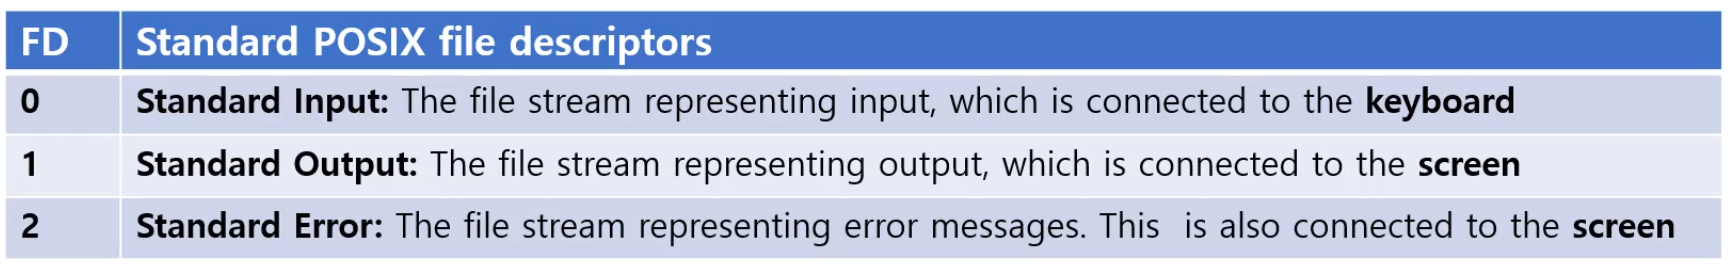 FD Standard POSIX file descriptors
0 Standard Input: The file stream representing input, which is connected to the keyboard
1 Standard Output: The file stream representing output, which is connected to the screen
2 Standard Error: The file stream representing error messages. This  is also connected to the screen